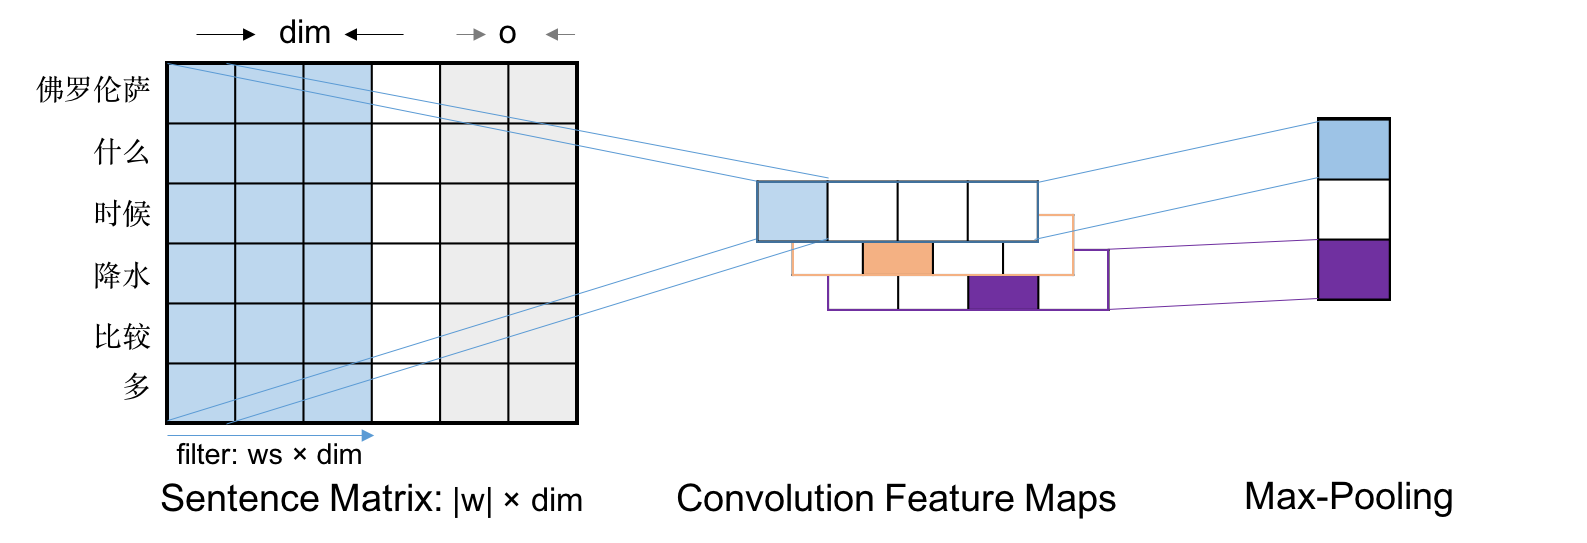 dim
o
佛罗伦萨
什么
时候
降水
比较
多
filter: ws × dim
Sentence Matrix: |w| × dim
Convolution Feature Maps
Max-Pooling